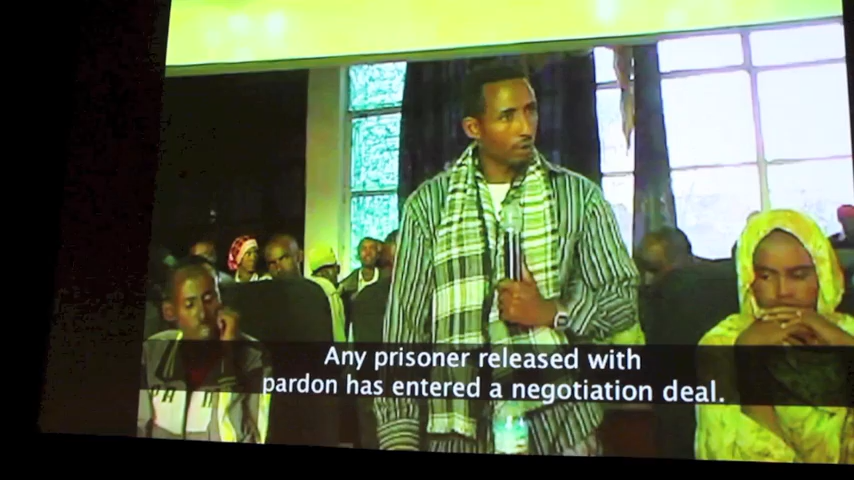 Any prisoner released with
pardon has entered a negotiation deal.